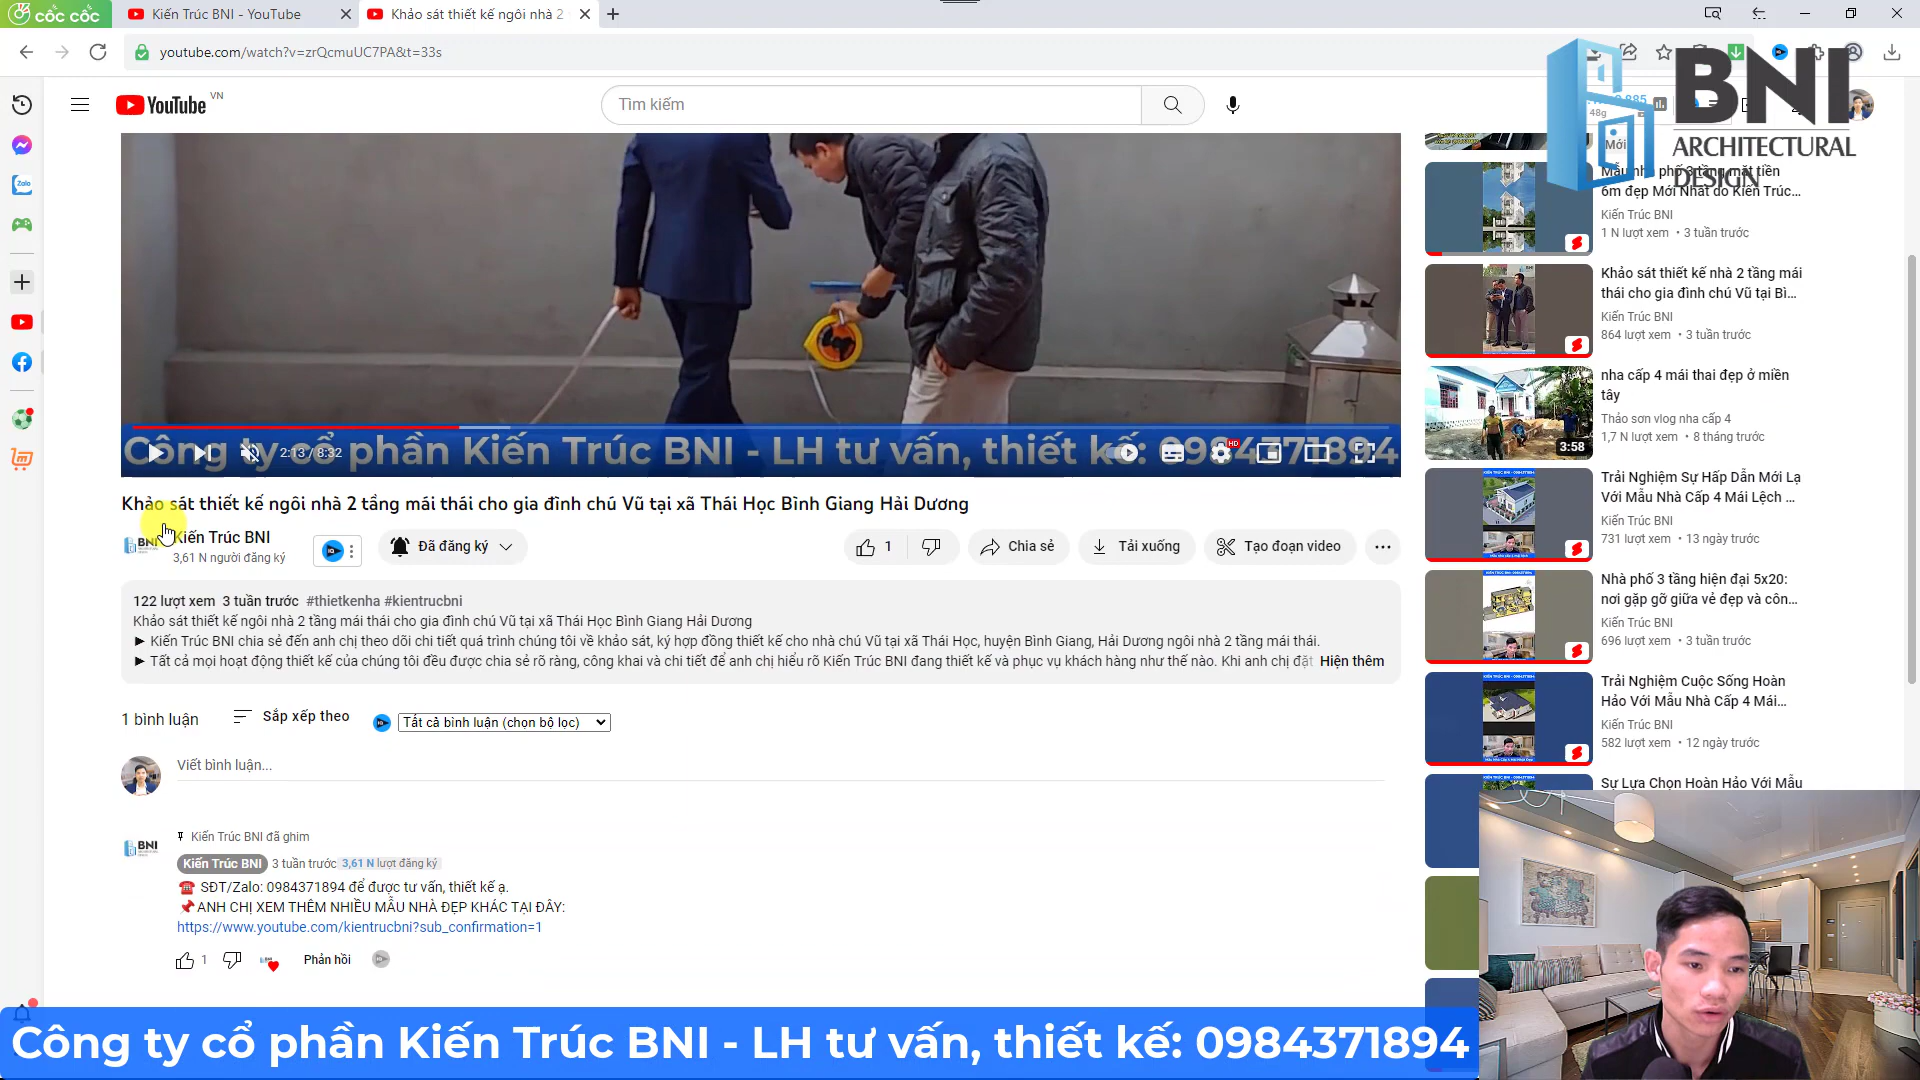 cốc cốc
Kiến Trúc BNI - YouTube
Khảo sát thiết kế ngôi nhà 2
youtube.com/watch?v=zrQcmuUC7PA&t=33s
YouTube VN
Tìm kiếm
BNI
ARCHITECTURAL
DESIGN
Zalo
48g
Mới
Công ty cổ phần Kiến Trúc BNI - LH tư vấn, thiết kế: 0984371894
2:13 / 8:32
HD
Khảo sát thiết kế ngôi nhà 2 tầng mái thái cho gia đình chú Vũ tại xã Thái Học Bình Giang Hải Dương
BNI
Kiến Trúc BNI
3,61 N người đăng ký
Đã đăng ký
1
Chia sẻ
Tải xuống
Tạo đoạn video
122 lượt xem 3 tuần trước #thietkenha #kientrucbni
Khảo sát thiết kế ngôi nhà 2 tầng mái thái cho gia đình chú Vũ tại xã Thái Học Bình Giang Hải Dương
► Kiến Trúc BNI chia sẻ đến anh chị theo dõi chi tiết quá trình chúng tôi về khảo sát, ký hợp đồng thiết kế cho nhà chú Vũ tại xã Thái Học, huyện Bình Giang, Hải Dương ngôi nhà 2 tầng mái thái.
► Tất cả mọi hoạt động thiết kế của chúng tôi đều được chia sẻ rõ ràng, công khai và chi tiết để anh chị hiểu rõ Kiến Trúc BNI đang thiết kế và phục vụ khách hàng như thế nào. Khi anh chị đặt Hiện thêm
1 bình luận
Sắp xếp theo
Tất cả bình luận (chọn bộ lọc)
Viết bình luận...
Kiến Trúc BNI đã ghim
BNI
Kiến Trúc BNI 3 tuần trước 3,61 N lượt đăng ký
☎ SĐT/Zalo: 0984371894 để được tư vấn, thiết kế ạ.
📌ANH CHỊ XEM THÊM NHIỀU MẪU NHÀ ĐẸP KHÁC TẠI ĐÂY:
https://www.youtube.com/kientrucbni?sub_confirmation=1
1
Phản hồi
Mẫu nhà phố 3 tầng mặt tiền
6m đẹp Mới Nhất do Kiến Trúc...
Kiến Trúc BNI
1 N lượt xem • 3 tuần trước
Khảo sát thiết kế nhà 2 tầng mái
thái cho gia đình chú Vũ tại Bì...
Kiến Trúc BNI
864 lượt xem • 3 tuần trước
3:58
nha cấp 4 mái thai đẹp ở miền
tây
Thảo sơn vlog nha cấp 4
1,7 N lượt xem • 8 tháng trước
Trải Nghiệm Sự Hấp Dẫn Mới Lạ
Với Mẫu Nhà Cấp 4 Mái Lệch ...
Kiến Trúc BNI
731 lượt xem • 13 ngày trước
Nhà phố 3 tầng hiện đại 5x20:
nơi gặp gỡ giữa vẻ đẹp và côn...
Kiến Trúc BNI
696 lượt xem • 3 tuần trước
Trải Nghiệm Cuộc Sống Hoàn
Hảo Với Mẫu Nhà Cấp 4 Mái...
Kiến Trúc BNI
582 lượt xem • 12 ngày trước
Sự Lựa Chọn Hoàn Hảo Với Mẫu
Công ty cổ phần Kiến Trúc BNI - LH tư vấn, thiết kế: 0984371894